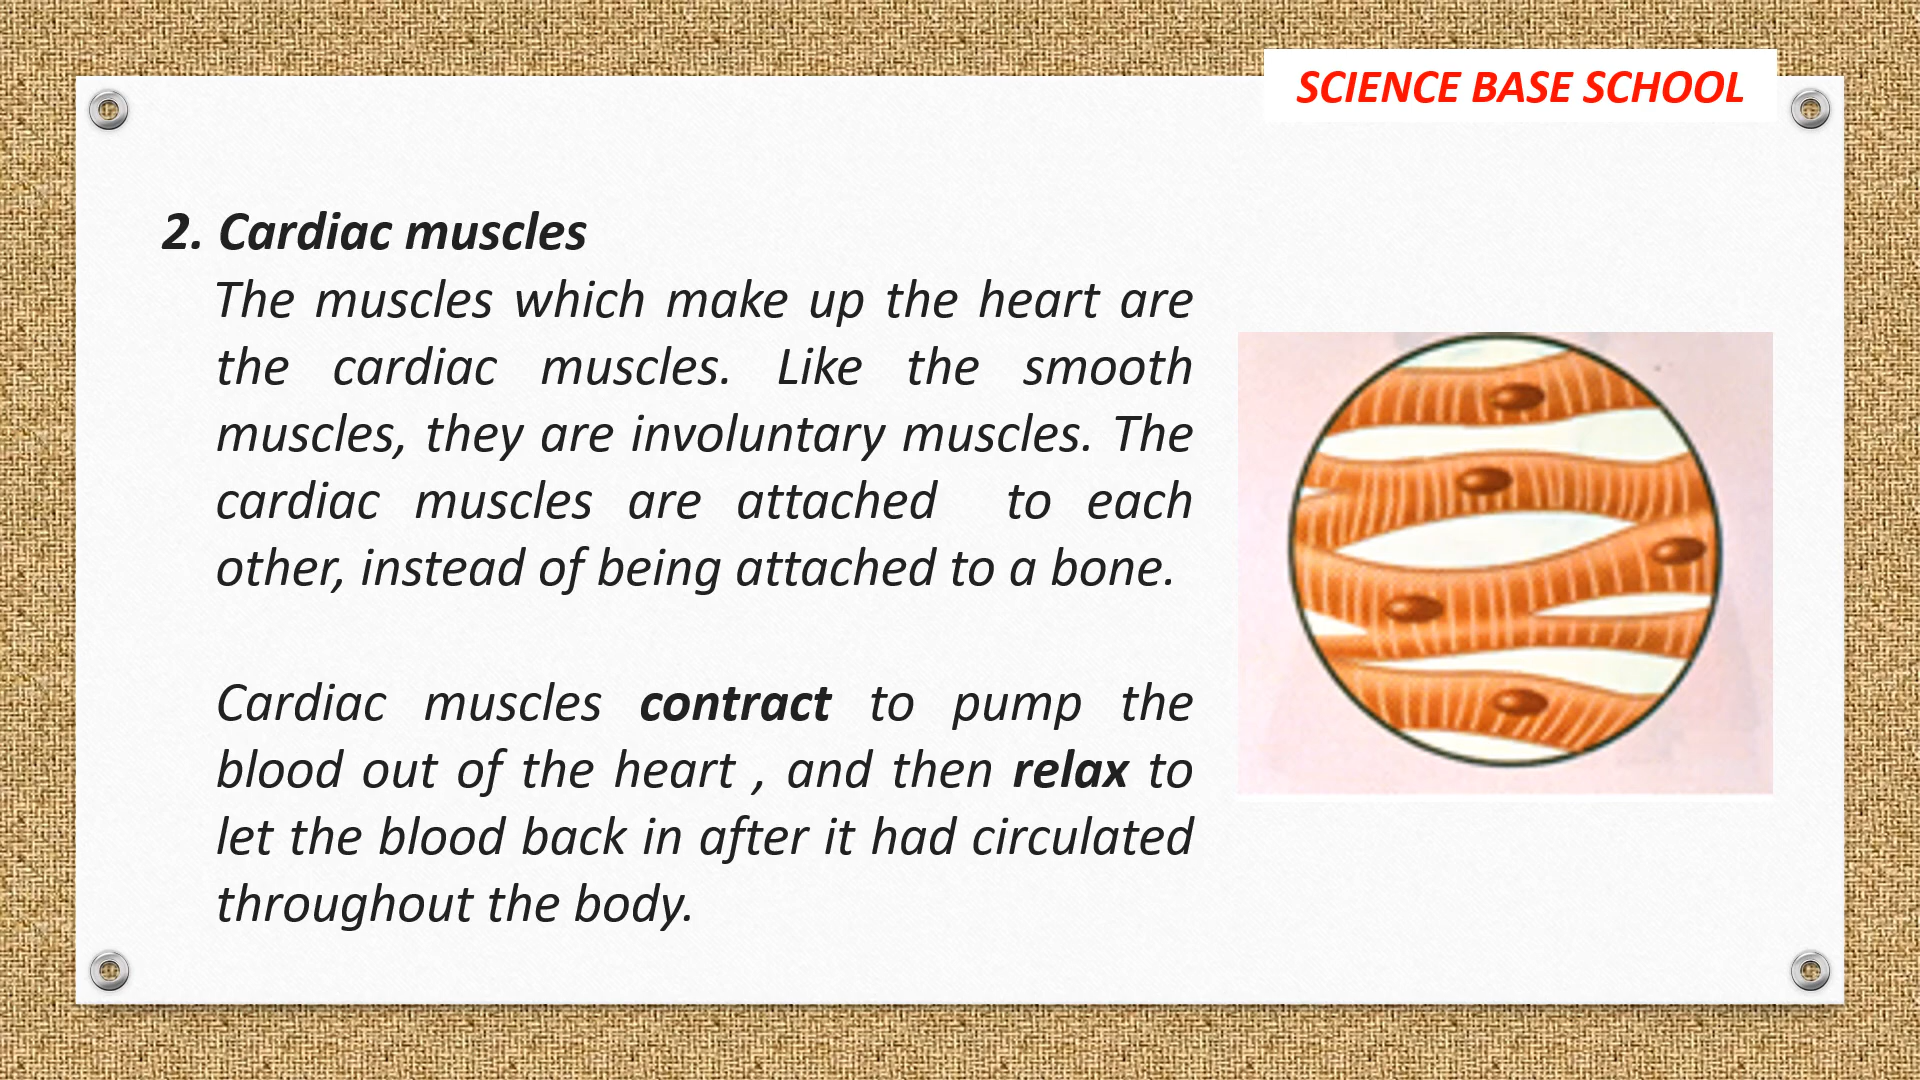 SCIENCE BASE SCHOOL
2. Cardiac muscles
The muscles which make up the heart are
the cardiac muscles. Like the smooth
muscles, they are involuntary muscles. The
cardiac muscles are attached to each
other, instead of being attached to a bone.
Cardiac muscles contract to pump the
blood out of the heart , and then relax to
let the blood back in after it had circulated
throughout the body.